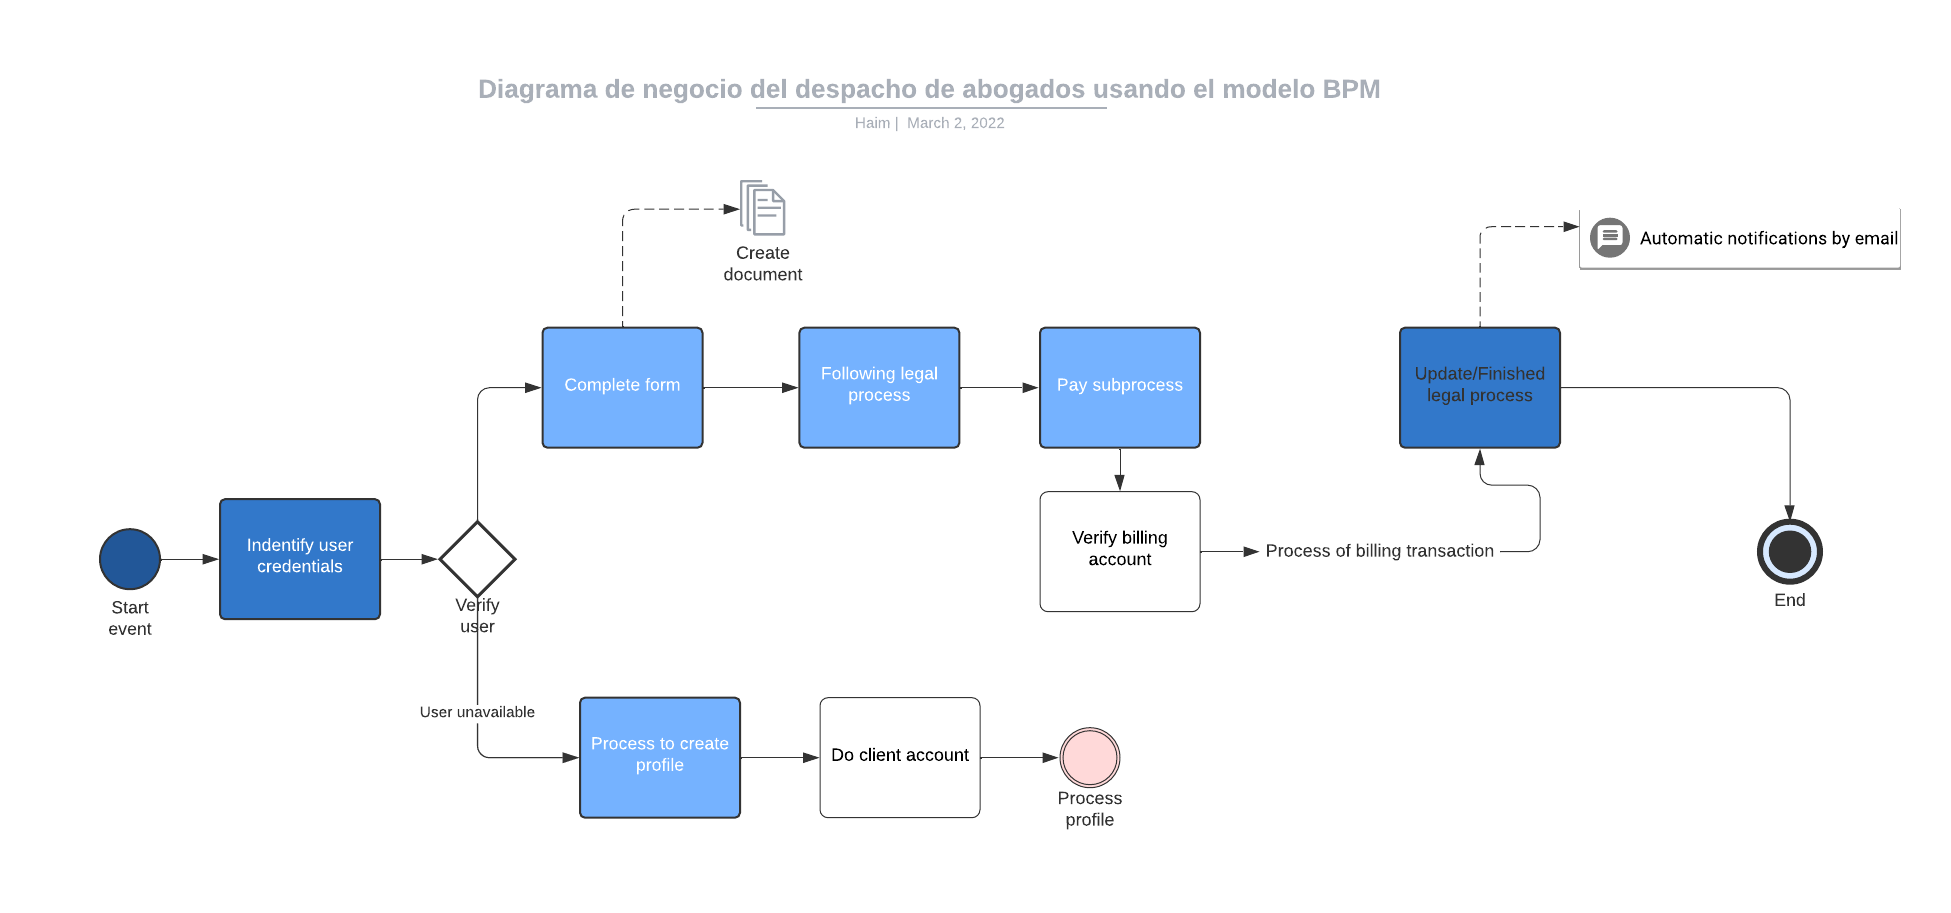 Diagrama de negocio del despacho de abogados usando el modelo BPM
Haim | March 2, 2022
Create
document
Automatic notifications by email
Complete form
Following legal
process
Pay subprocess
Update/Finished
legal process
Indentify user
credentials
Verify billing
account
Process of billing transaction
Start
event
Verify
user
End
User unavailable
Process to create
profile
Do client account
Process
profile